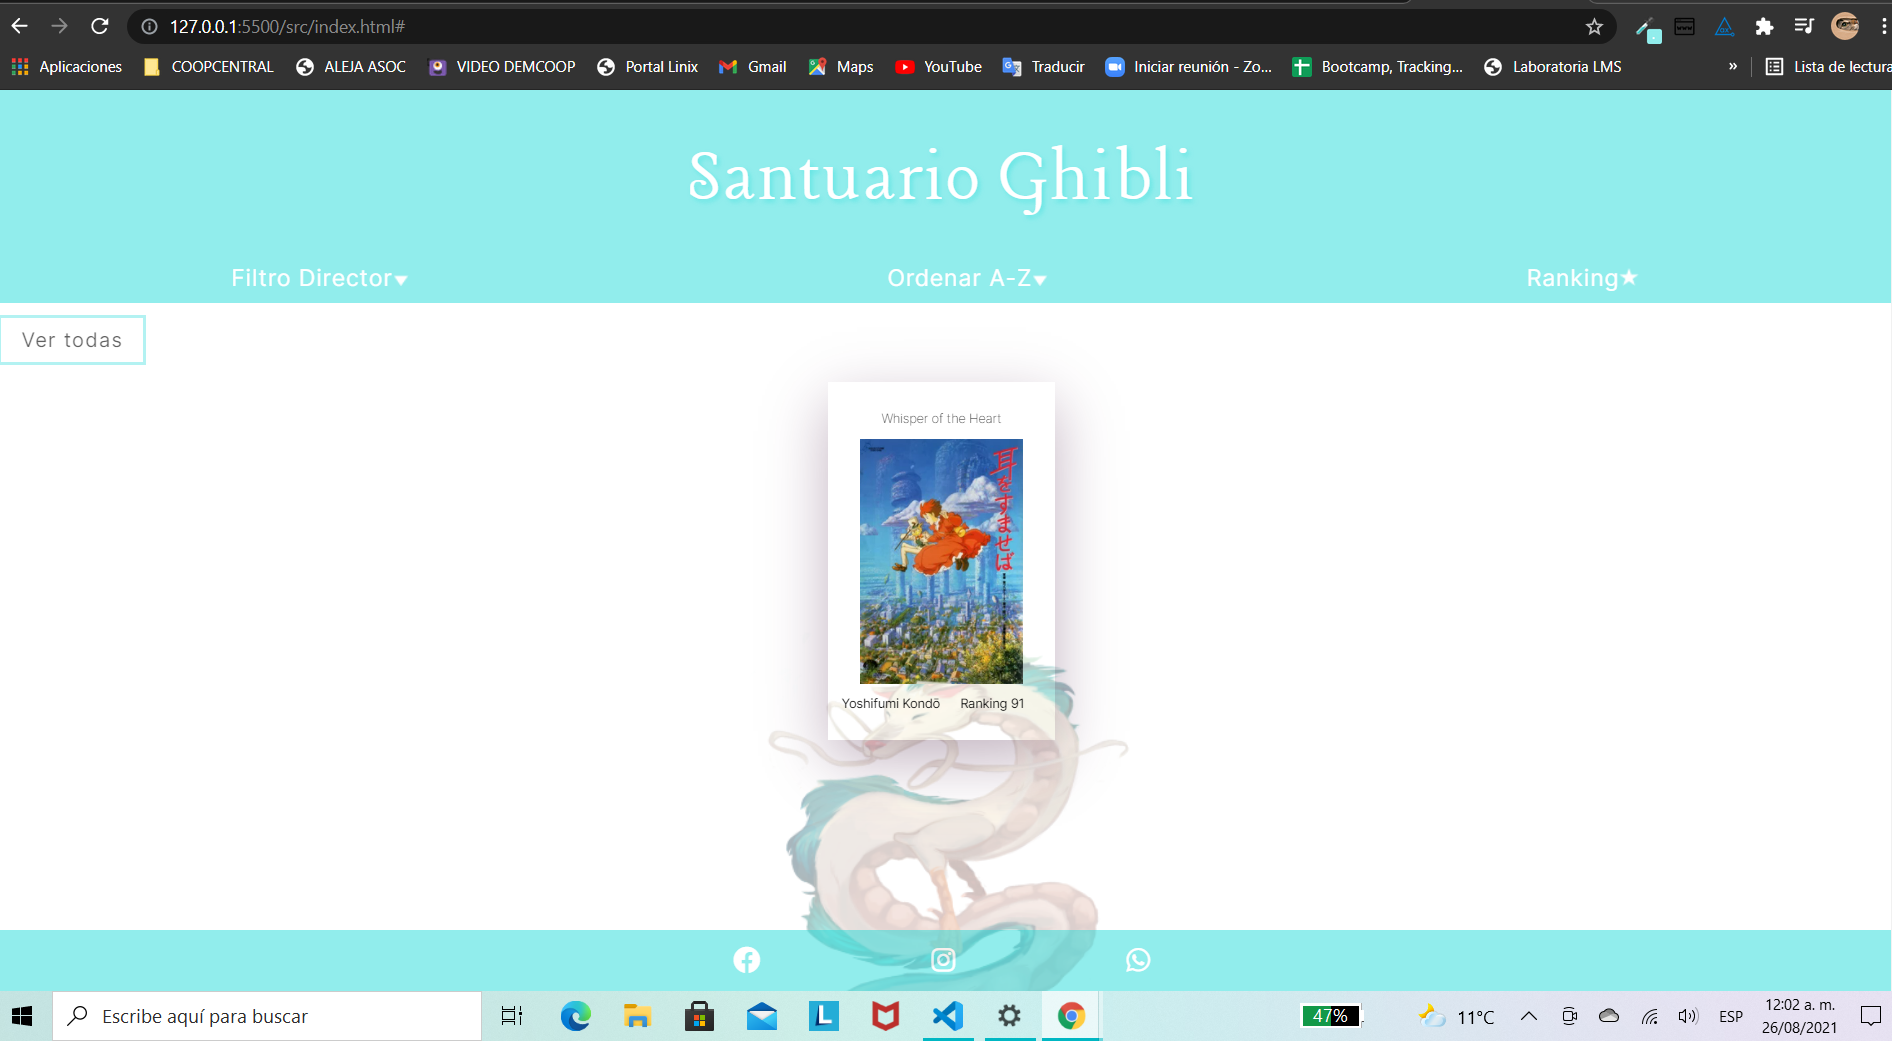 127.0.0.1:5500/src/index.html#
Aplicaciones COOPCENTRAL ALEJA ASOC VIDEO DEMCOOP Portal Linix Gmail Maps YouTube Traducir Iniciar reunión - Zo... Bootcamp, Tracking... Laboratoria LMS » Lista de lectura
Santuario Ghibli
Filtro Director▾ Ordenar A-Z▾ Ranking★
Ver todas
Whisper of the Heart
耳をすませば
Yoshifumi Kondō Ranking 91
Escribe aquí para buscar
L
47%
11°C
ESP
12:02 a. m.
26/08/2021